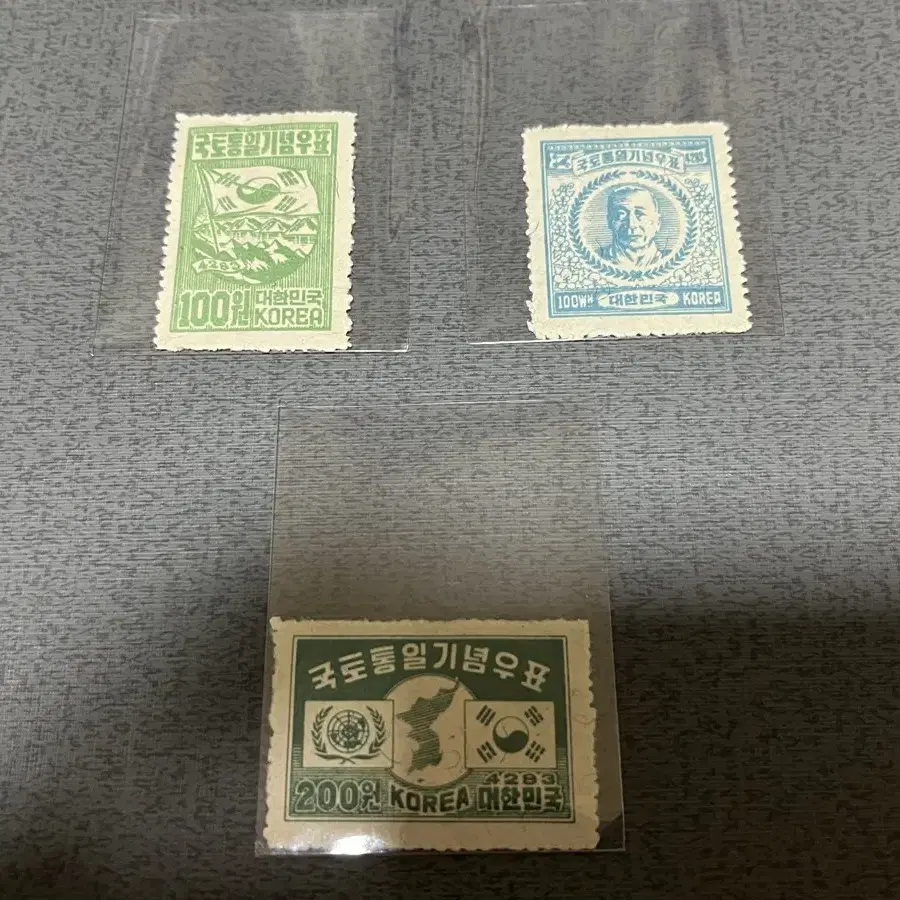 국토통일기념우표
4283
100원 대한민국
KOREA
국토통일기념우표
4283
100WN 대한민국 KOREA
국토통일기념우표
4283
200원 KOREA 대한민국